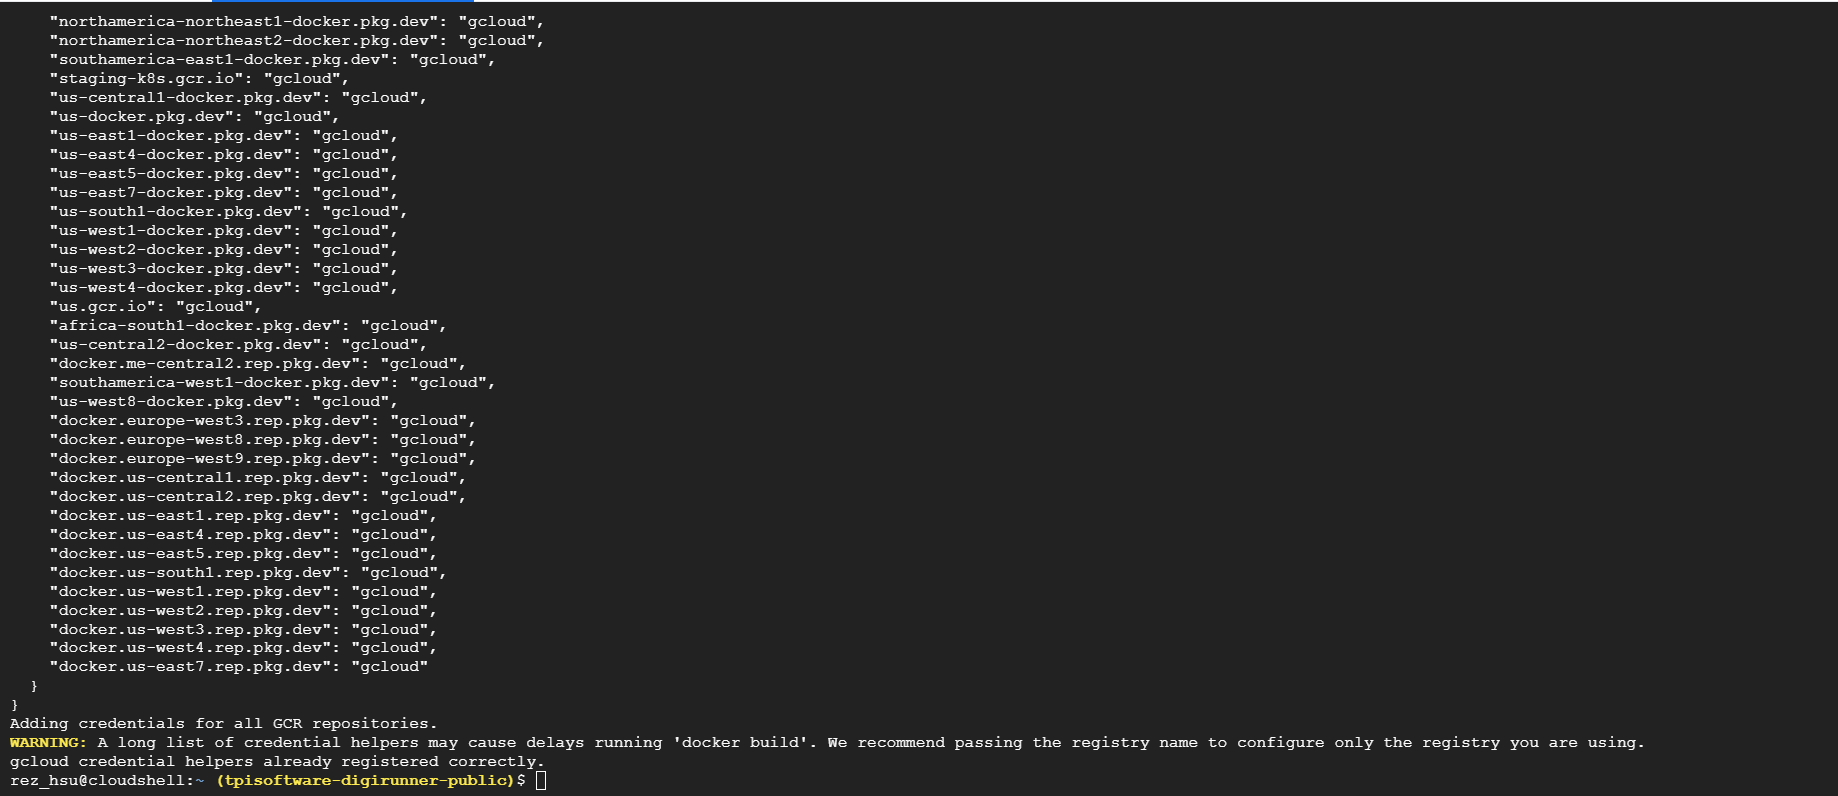 "northamerica-northeast1-docker.pkg.dev": "gcloud",
"northamerica-northeast2-docker.pkg.dev": "gcloud",
"southamerica-east1-docker.pkg.dev": "gcloud",
"staging-k8s.gcr.io": "gcloud",
"us-central1-docker.pkg.dev": "gcloud",
"us-docker.pkg.dev": "gcloud",
"us-east1-docker.pkg.dev": "gcloud",
"us-east4-docker.pkg.dev": "gcloud",
"us-east5-docker.pkg.dev": "gcloud",
"us-east7-docker.pkg.dev": "gcloud",
"us-south1-docker.pkg.dev": "gcloud",
"us-west1-docker.pkg.dev": "gcloud",
"us-west2-docker.pkg.dev": "gcloud",
"us-west3-docker.pkg.dev": "gcloud",
"us-west4-docker.pkg.dev": "gcloud",
"us.gcr.io": "gcloud",
"africa-south1-docker.pkg.dev": "gcloud",
"us-central2-docker.pkg.dev": "gcloud",
"docker.me-central2.rep.pkg.dev": "gcloud",
"southamerica-west1-docker.pkg.dev": "gcloud",
"us-west8-docker.pkg.dev": "gcloud",
"docker.europe-west3.rep.pkg.dev": "gcloud",
"docker.europe-west8.rep.pkg.dev": "gcloud",
"docker.europe-west9.rep.pkg.dev": "gcloud",
"docker.us-central1.rep.pkg.dev": "gcloud",
"docker.us-central2.rep.pkg.dev": "gcloud",
"docker.us-east1.rep.pkg.dev": "gcloud",
"docker.us-east4.rep.pkg.dev": "gcloud",
"docker.us-east5.rep.pkg.dev": "gcloud",
"docker.us-south1.rep.pkg.dev": "gcloud",
"docker.us-west1.rep.pkg.dev": "gcloud",
"docker.us-west2.rep.pkg.dev": "gcloud",
"docker.us-west3.rep.pkg.dev": "gcloud",
"docker.us-west4.rep.pkg.dev": "gcloud",
"docker.us-east7.rep.pkg.dev": "gcloud"
}
}
Adding credentials for all GCR repositories.
WARNING: A long list of credential helpers may cause delays running 'docker build'. We recommend passing the registry name to configure only the registry you are using.
gcloud credential helpers already registered correctly.
rez_hsu@cloudshell:~ (tpisoftware-digirunner-public)$